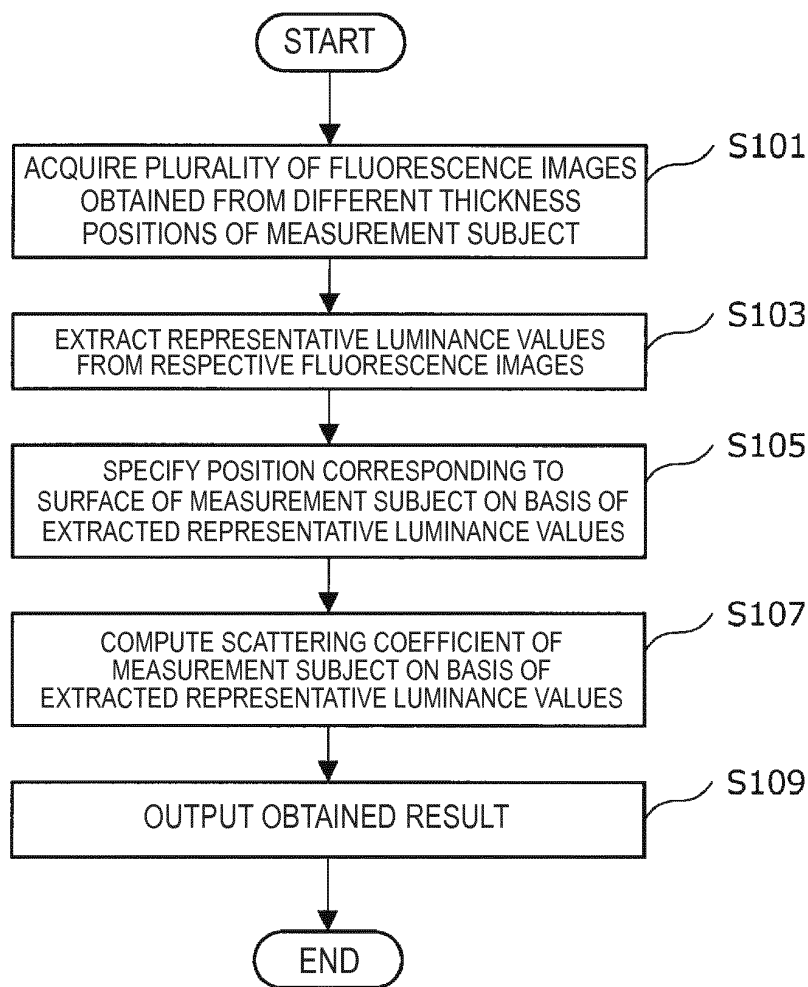 START
ACQUIRE PLURALITY OF FLUORESCENCE IMAGES
OBTAINED FROM DIFFERENT THICKNESS
POSITIONS OF MEASUREMENT SUBJECT
S101
EXTRACT REPRESENTATIVE LUMINANCE VALUES
FROM RESPECTIVE FLUORESCENCE IMAGES
S103
SPECIFY POSITION CORRESPONDING TO
SURFACE OF MEASUREMENT SUBJECT ON BASIS OF
EXTRACTED REPRESENTATIVE LUMINANCE VALUES
S105
COMPUTE SCATTERING COEFFICIENT OF
MEASUREMENT SUBJECT ON BASIS OF
EXTRACTED REPRESENTATIVE LUMINANCE VALUES
S107
OUTPUT OBTAINED RESULT
S109
END